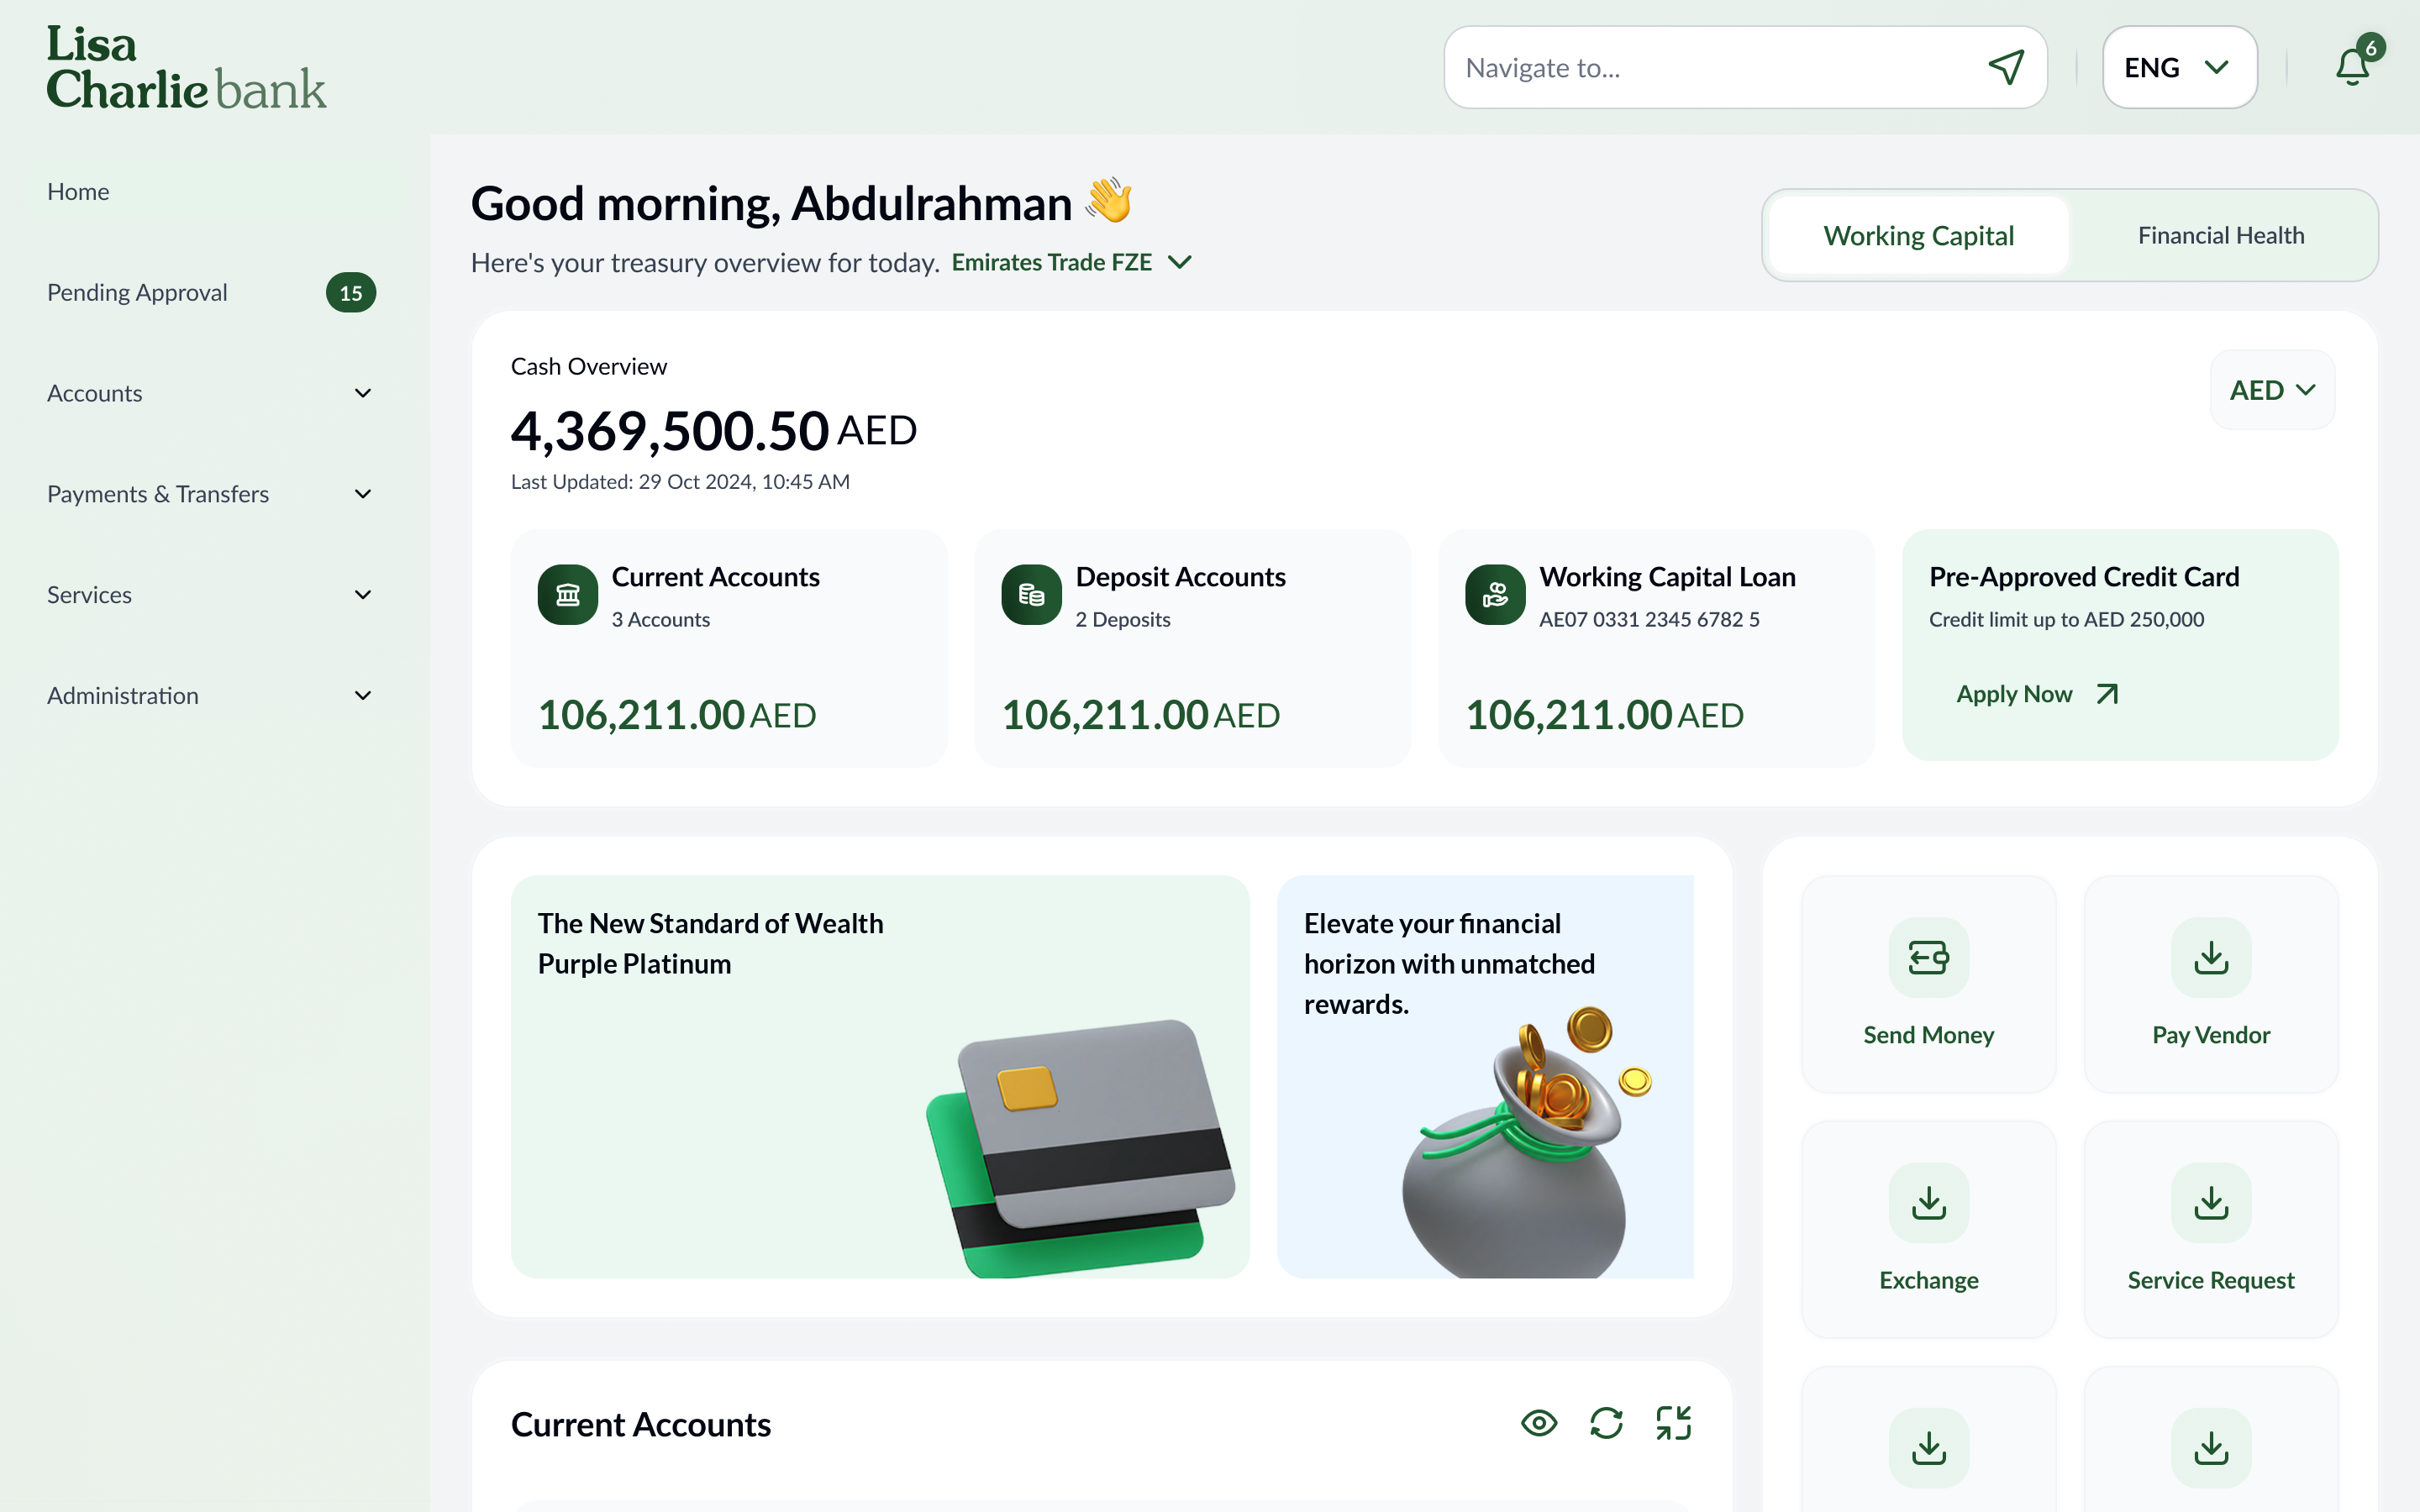 Lisa
Charlie bank
Navigate to...
ENG
6
Home
Pending Approval
15
Accounts
Payments & Transfers
Services
Administration
Good morning, Abdulrahman 👋
Here's your treasury overview for today. Emirates Trade FZE
Working Capital
Financial Health
Cash Overview
4,369,500.50 AED
Last Updated: 29 Oct 2024, 10:45 AM
AED
Current Accounts
3 Accounts
106,211.00 AED
Deposit Accounts
2 Deposits
106,211.00 AED
Working Capital Loan
AE07 0331 2345 6782 5
106,211.00 AED
Pre-Approved Credit Card
Credit limit up to AED 250,000
Apply Now
The New Standard of Wealth
Purple Platinum
Elevate your financial
horizon with unmatched
rewards.
Send Money
Pay Vendor
Exchange
Service Request
Current Accounts